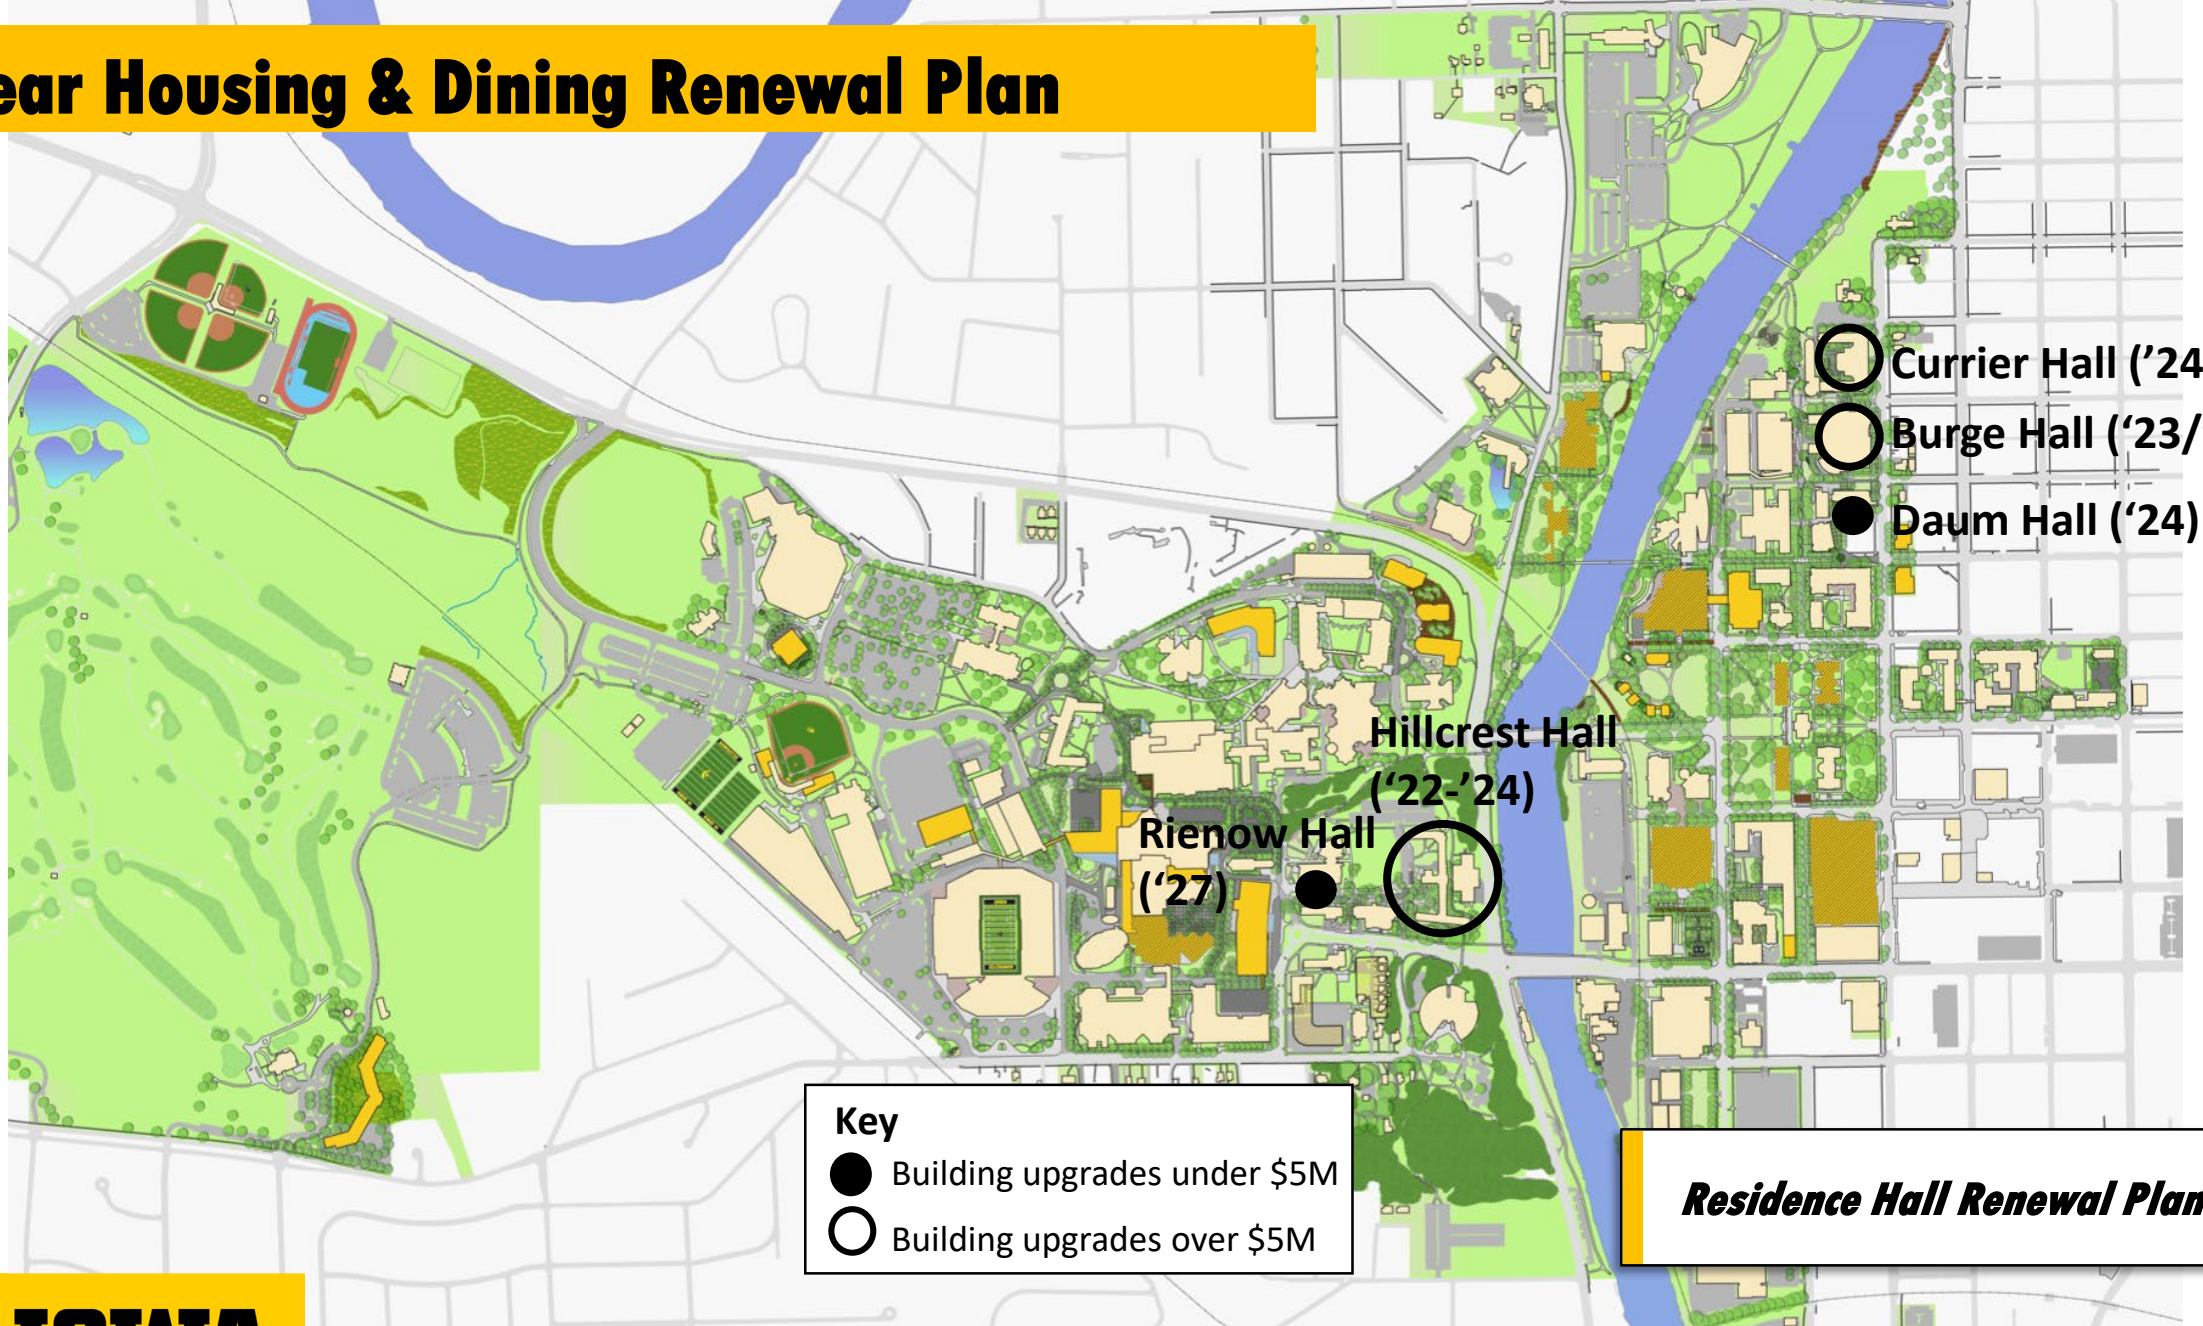 ear Housing & Dining Renewal Plan
Currier Hall (’24
Burge Hall (‘23/
Daum Hall (‘24)
Hillcrest Hall
(‘22-’24)
Rienow Hall
(‘27)
Key
Building upgrades under $5M
Building upgrades over $5M
Residence Hall Renewal Plan
IOWA